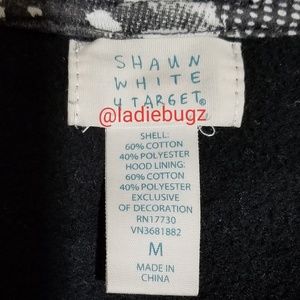 SHAUN
WHITE
4 TARGET®
@ladiebugz
SHELL:
60% COTTON
40% POLYESTER
HOOD LINING:
60% COTTON
40% POLYESTER
EXCLUSIVE
OF DECORATION
RN17730
VN3681882
M
MADE IN
CHINA